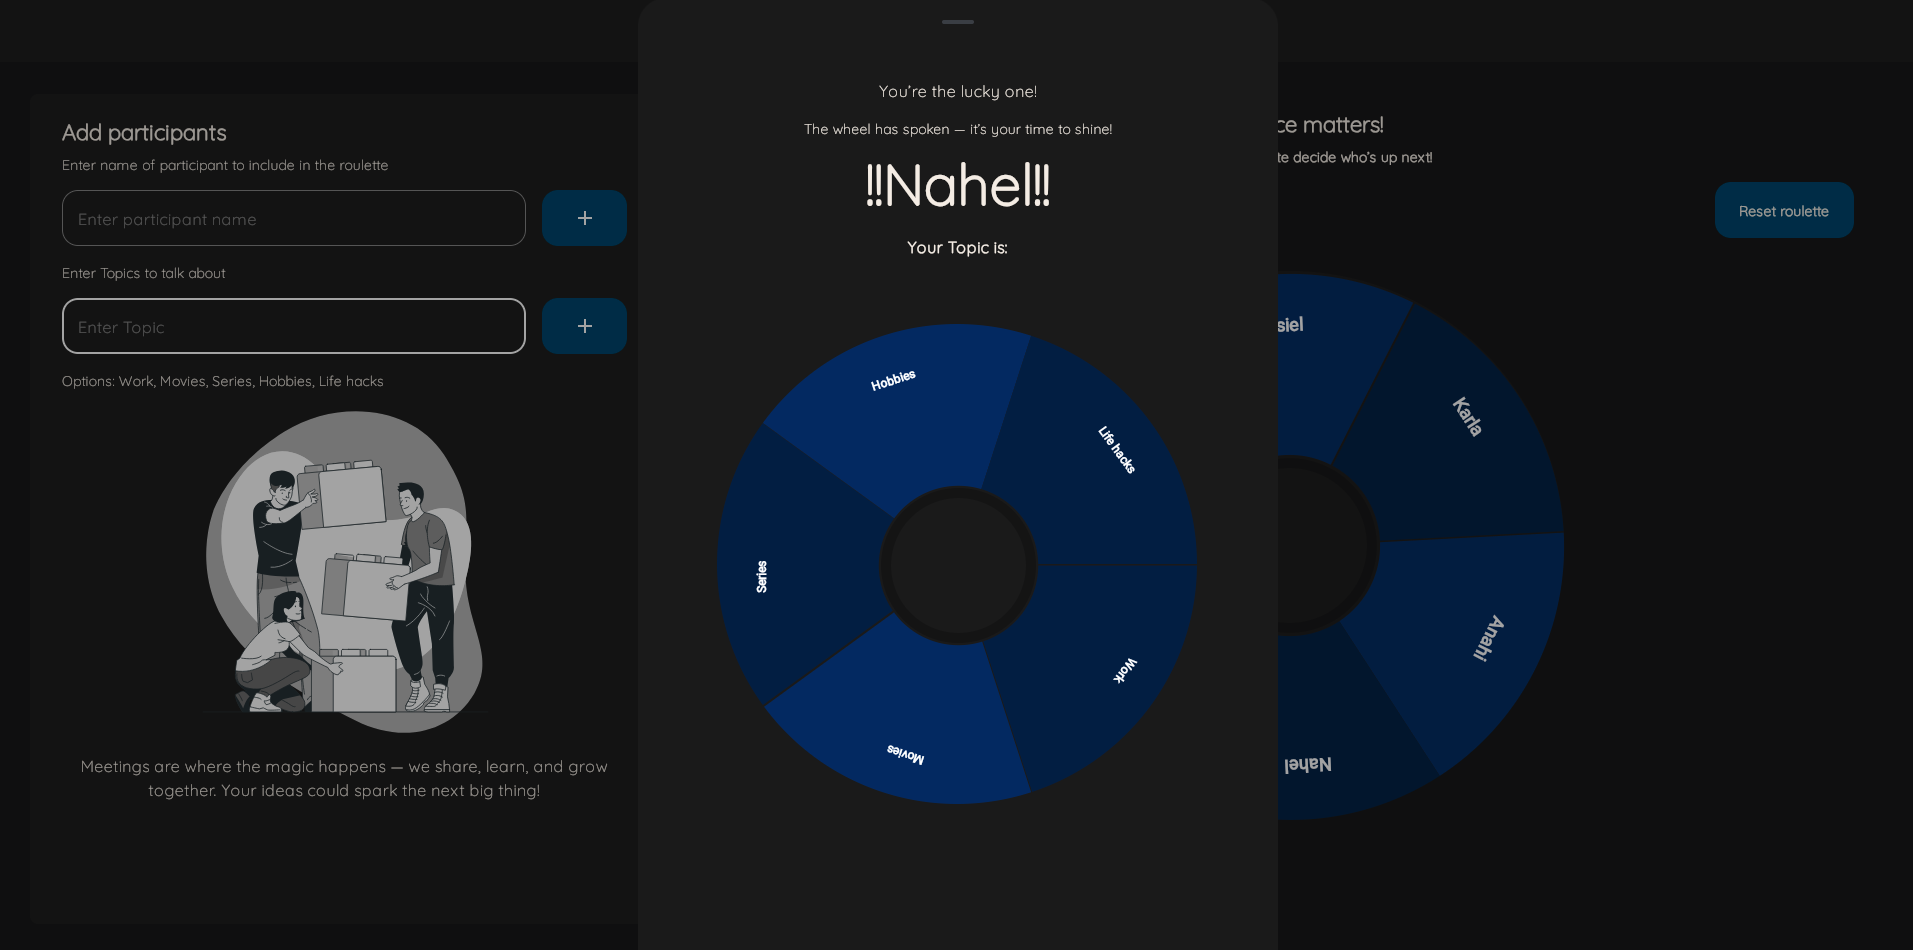 Add participants
Enter name of participant to include in the roulette
Enter participant name
Enter Topics to talk about
Enter Topic
Options: Work, Movies, Series, Hobbies, Life hacks
Meetings are where the magic happens — we share, learn, and grow
together. Your ideas could spark the next big thing!
You're the lucky one!
The wheel has spoken — it's your time to shine!
!!Nahel!!
Your Topic is:
Hobbies
Life hacks
Series
Work
Movies
matters!
decide who's up next!
Reset roulette
Karla
Anahi
Nahel